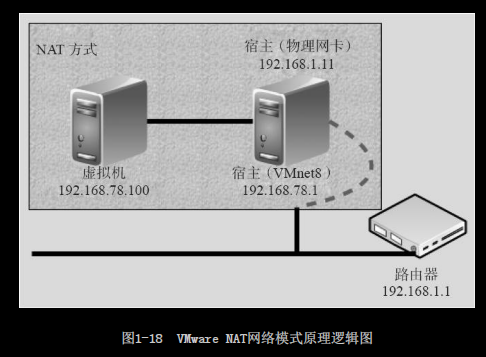 NAT 方式
宿主（物理网卡）
192.168.1.11
虚拟机
192.168.78.100
宿主（VMnet8）
192.168.78.1
路由器
192.168.1.1
图1-18 VMware NAT网络模式原理逻辑图